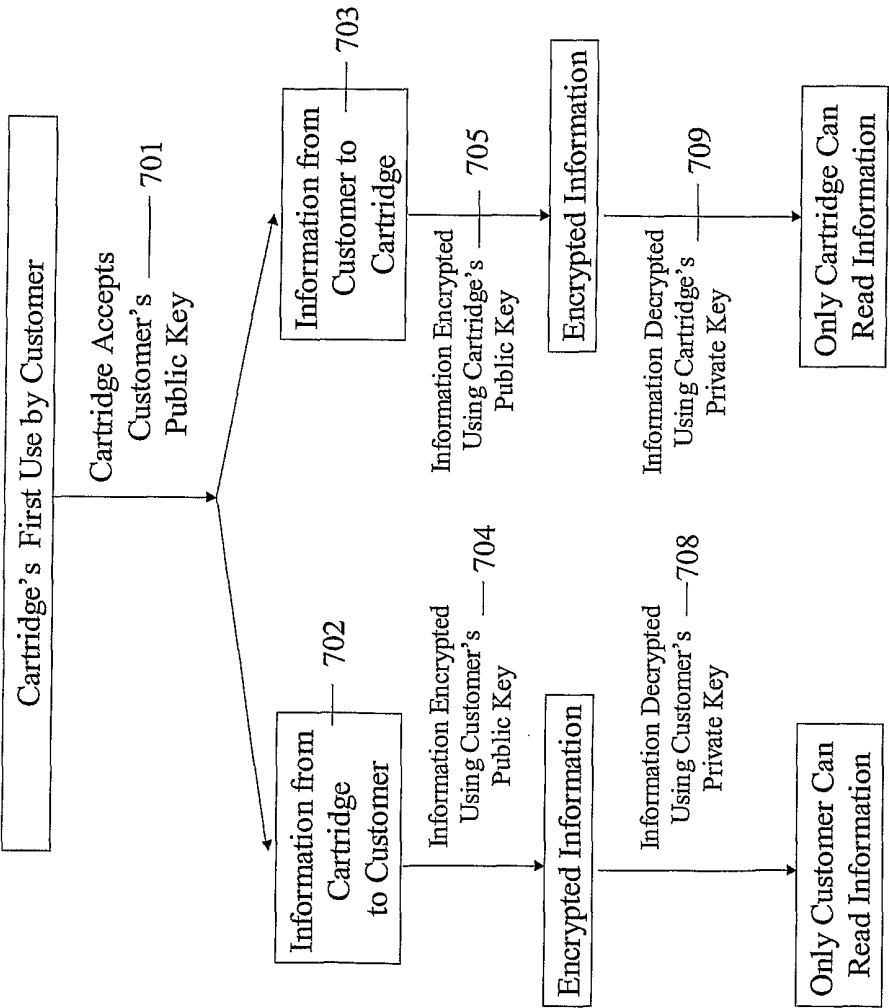 Cartridge's First Use by Customer
Cartridge Accepts
Customer's
Public Key
701
Information from
Cartridge
to Customer
702
Information Encrypted
Using Customer's
Public Key
704
Encrypted Information
Information Decrypted
Using Customer's
Private Key
708
Only Customer Can
Read Information
Information from
Customer to
Cartridge
703
Information Encrypted
Using Cartridge's
Public Key
705
Encrypted Information
Information Decrypted
Using Cartridge's
Private Key
709
Only Cartridge Can
Read Information